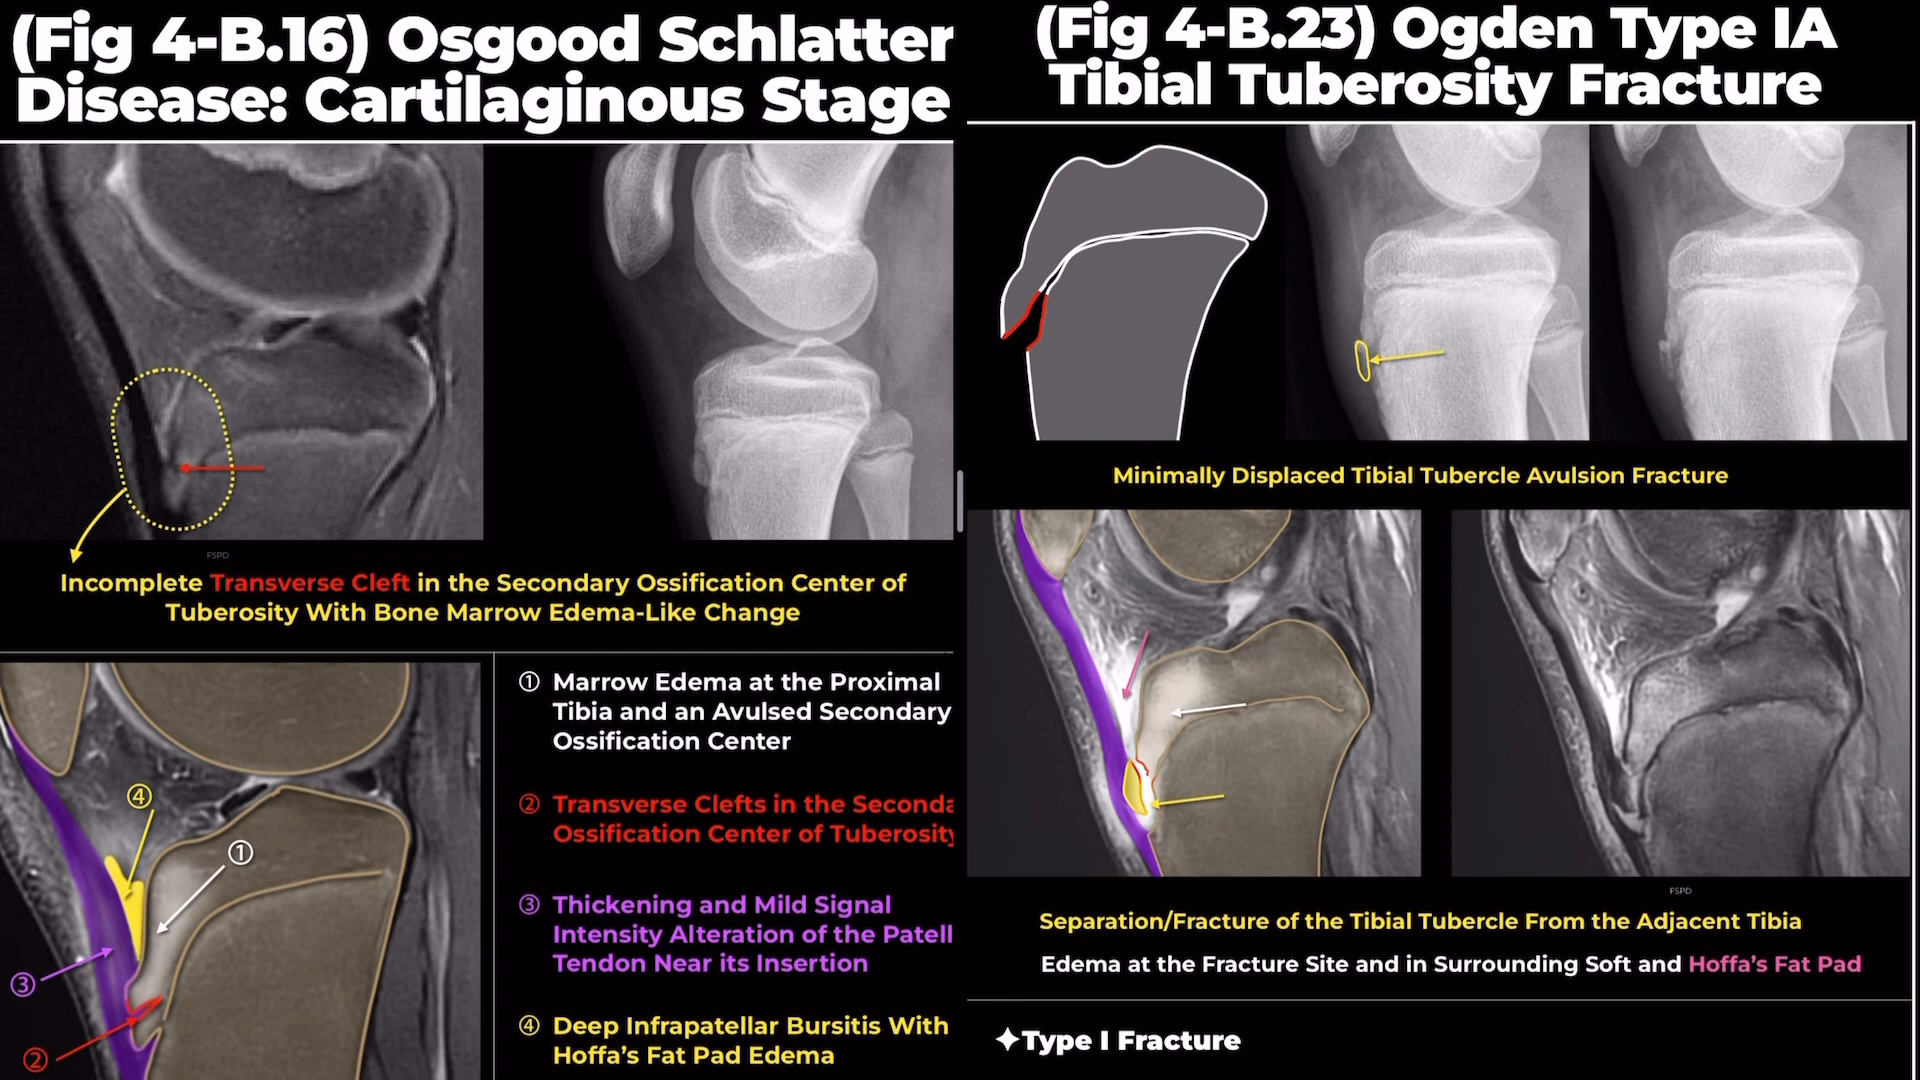 (Fig 4-B.16) Osgood Schlatter
Disease: Cartilaginous Stage
FSPD
Incomplete Transverse Cleft in the Secondary Ossification Center of
Tuberosity With Bone Marrow Edema-Like Change
④
①
③
②
① Marrow Edema at the Proximal
Tibia and an Avulsed Secondary
Ossification Center
② Transverse Clefts in the Seconda
Ossification Center of Tuberosity
③ Thickening and Mild Signal
Intensity Alteration of the Patell
Tendon Near its Insertion
④ Deep Infrapatellar Bursitis With
Hoffa's Fat Pad Edema
(Fig 4-B.23) Ogden Type IA
Tibial Tuberosity Fracture
Minimally Displaced Tibial Tubercle Avulsion Fracture
FSPD
Separation/Fracture of the Tibial Tubercle From the Adjacent Tibia
Edema at the Fracture Site and in Surrounding Soft and Hoffa's Fat Pad
✦Type I Fracture